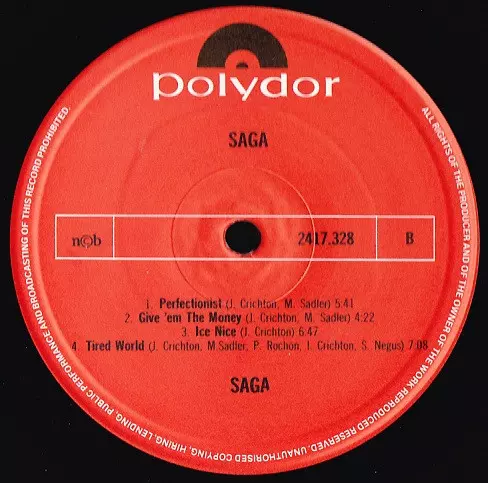 polydor
SAGA
n©b 2417.328 B
1. Perfectionist (J. Crichton, M. Sadler) 5:41
2. Give 'em The Money (J. Crichton, M. Sadler) 4:22
3. Ice Nice (J. Crichton) 6:47
4. Tired World (J. Crichton, M.Sadler, P. Rochon, I. Crichton, S. Negus) 7:08
SAGA
ALL RIGHTS OF THE PRODUCER AND OF THE OWNER OF THE WORK REPRODUCED RESERVED. UNAUTHORISED COPYING, HIRING, LENDING, PUBLIC PERFORMANCE AND BROADCASTING OF THIS RECORD PROHIBITED.